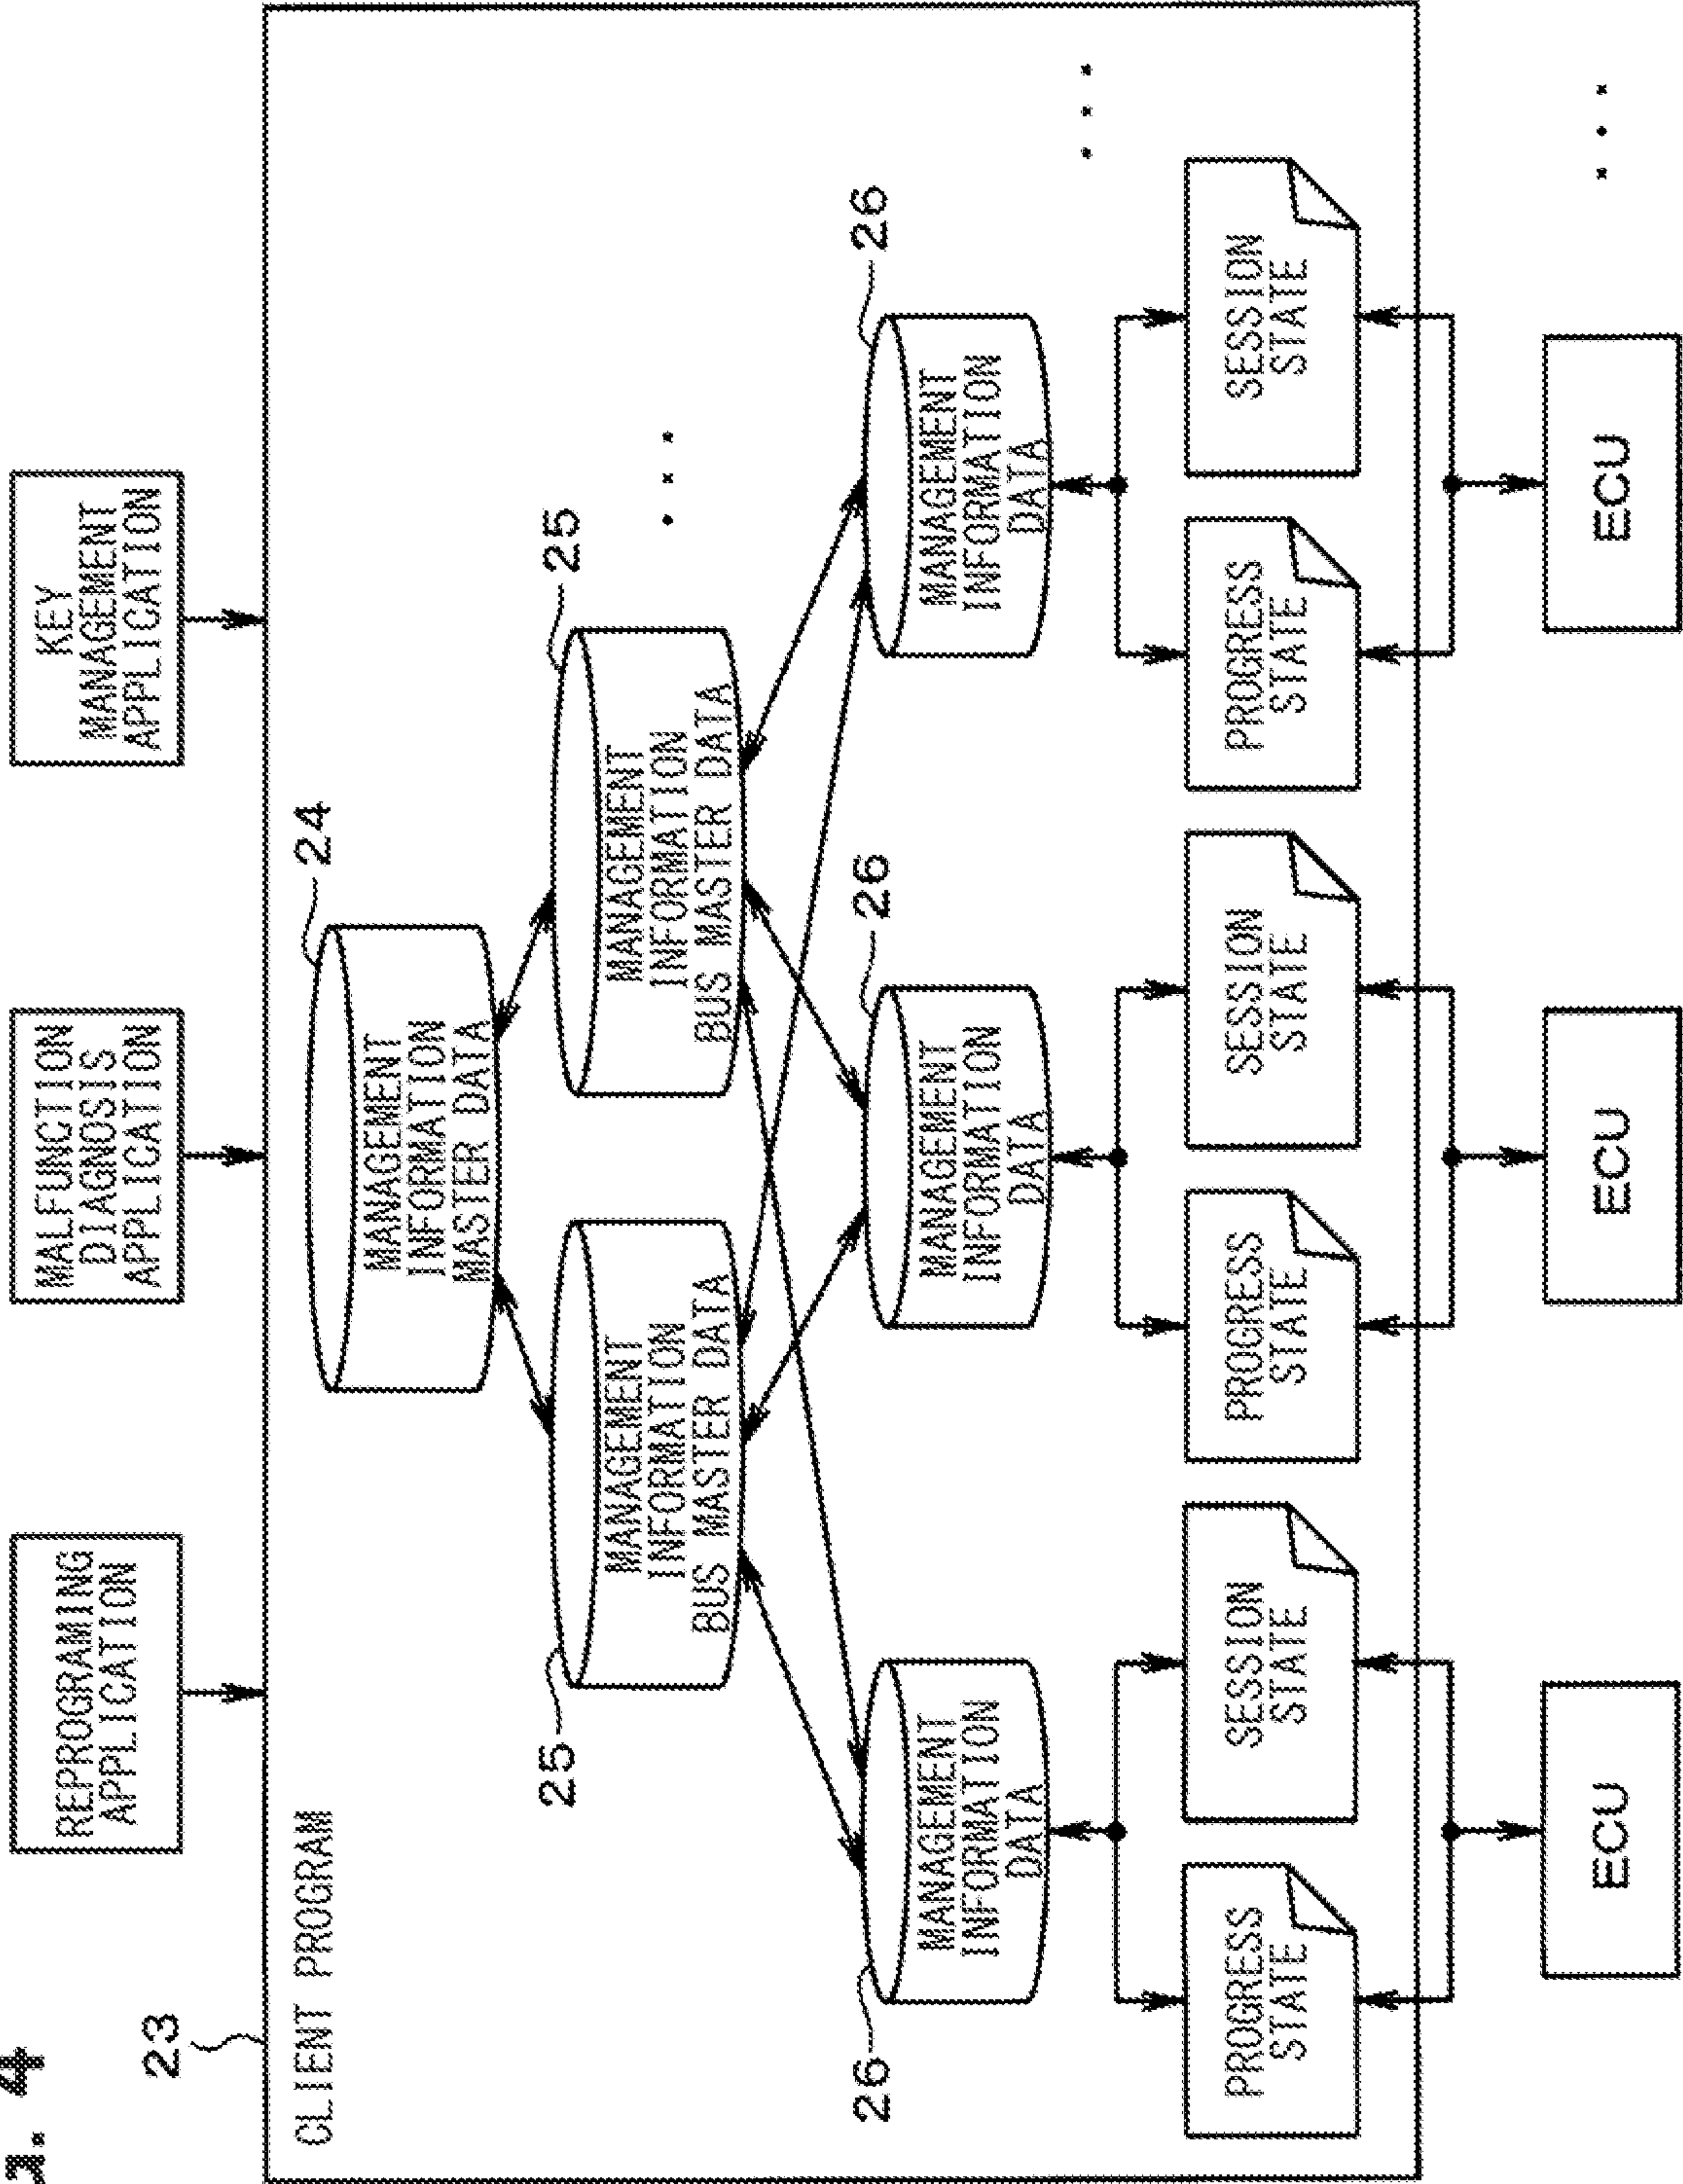 g. 4
REPROGRAMING
APPLICATION
MALFUNCTION
DIAGNOSIS
APPLICATION
KEY
MANAGEMENT
APPLICATION
23
CLIENT PROGRAM
24
MANAGEMENT
INFORMATION
MASTER DATA
25
MANAGEMENT
INFORMATION
BUS MASTER DATA
25
MANAGEMENT
INFORMATION
BUS MASTER DATA
26
MANAGEMENT
INFORMATION
DATA
26
MANAGEMENT
INFORMATION
DATA
26
MANAGEMENT
INFORMATION
DATA
PROGRESS
STATE
SESSION
STATE
PROGRESS
STATE
SESSION
STATE
PROGRESS
STATE
SESSION
STATE
ECU
ECU
ECU